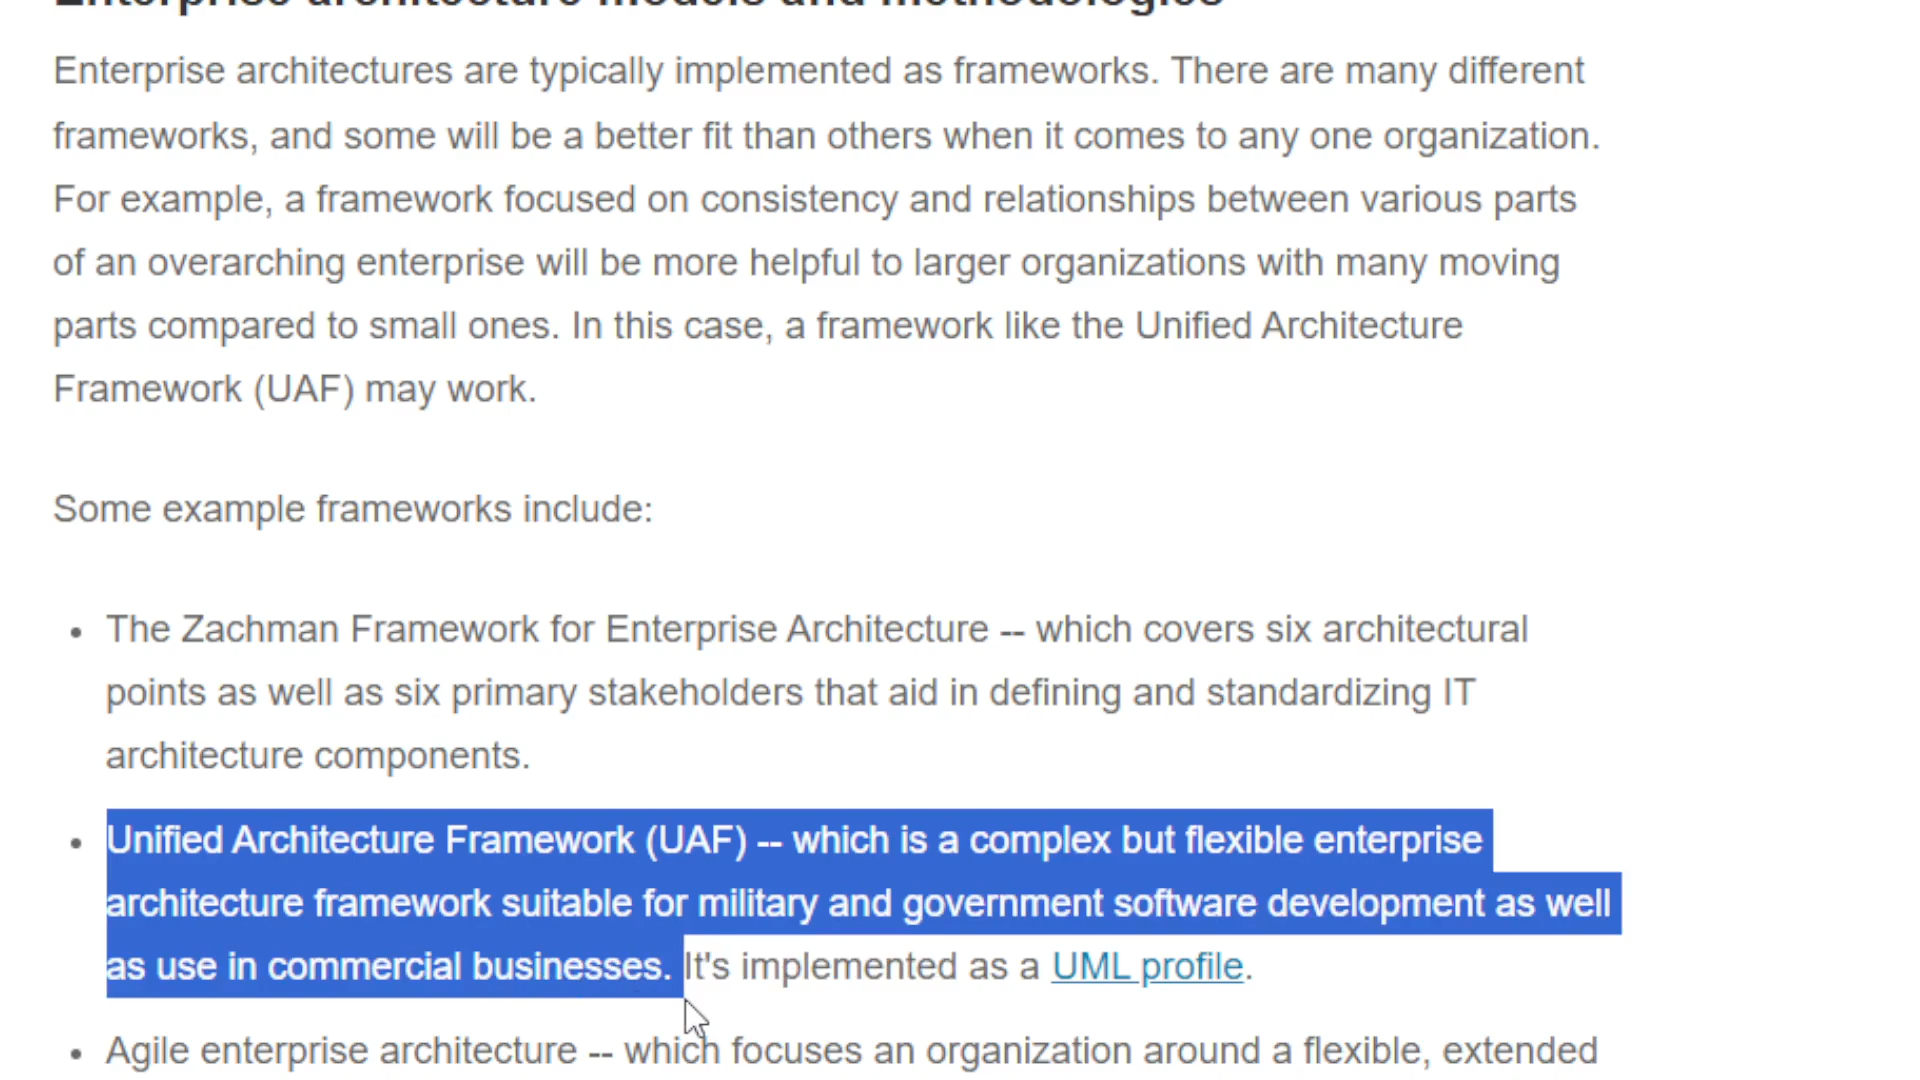 Enterprise architecture models and methodologies
Enterprise architectures are typically implemented as frameworks. There are many different
frameworks, and some will be a better fit than others when it comes to any one organization.
For example, a framework focused on consistency and relationships between various parts
of an overarching enterprise will be more helpful to larger organizations with many moving
parts compared to small ones. In this case, a framework like the Unified Architecture
Framework (UAF) may work.
Some example frameworks include:
• The Zachman Framework for Enterprise Architecture -- which covers six architectural
points as well as six primary stakeholders that aid in defining and standardizing IT
architecture components.
• Unified Architecture Framework (UAF) -- which is a complex but flexible enterprise
architecture framework suitable for military and government software development as well
as use in commercial businesses. It's implemented as a UML profile.
• Agile enterprise architecture -- which focuses an organization around a flexible, extended